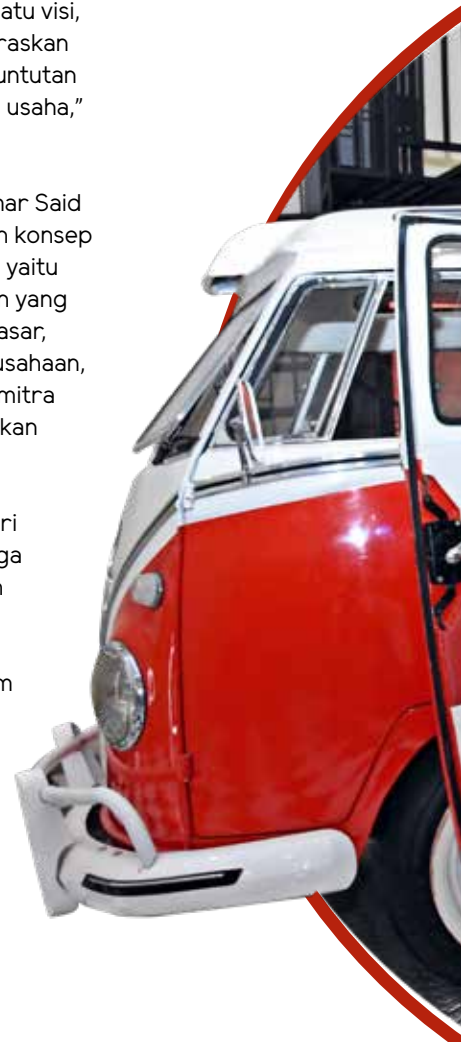 atu visi,
raskan
untutan
usaha,”
nar Said
n konsep
yaitu
n yang
asar,
usahaan,
mitra
kan
ri
ga
n
m